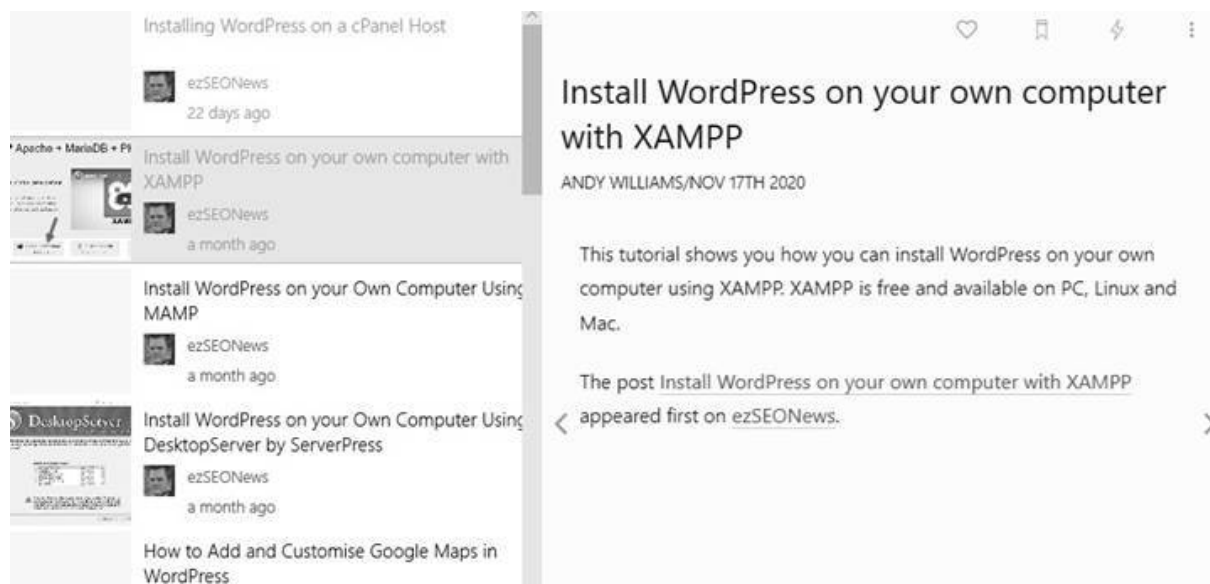 Installing WordPress on a cPanel Host
ezSEONews
22 days ago
Apache + MariaDB +
Install WordPress on your own computer with
XAMPP
ezSEONews
a month ago
Install WordPress on your Own Computer Using
MAMP
ezSEONews
a month ago
DesktopServer
Install WordPress on your Own Computer Using
DesktopServer by ServerPress
ezSEONews
a month ago
How to Add and Customise Google Maps in
WordPress
Install WordPress on your own computer
with XAMPP
ANDY WILLIAMS/NOV 17TH 2020
This tutorial shows you how you can install WordPress on your own
computer using XAMPP. XAMPP is free and available on PC, Linux and
Mac.
The post Install WordPress on your own computer with XAMPP
appeared first on ezSEONews.